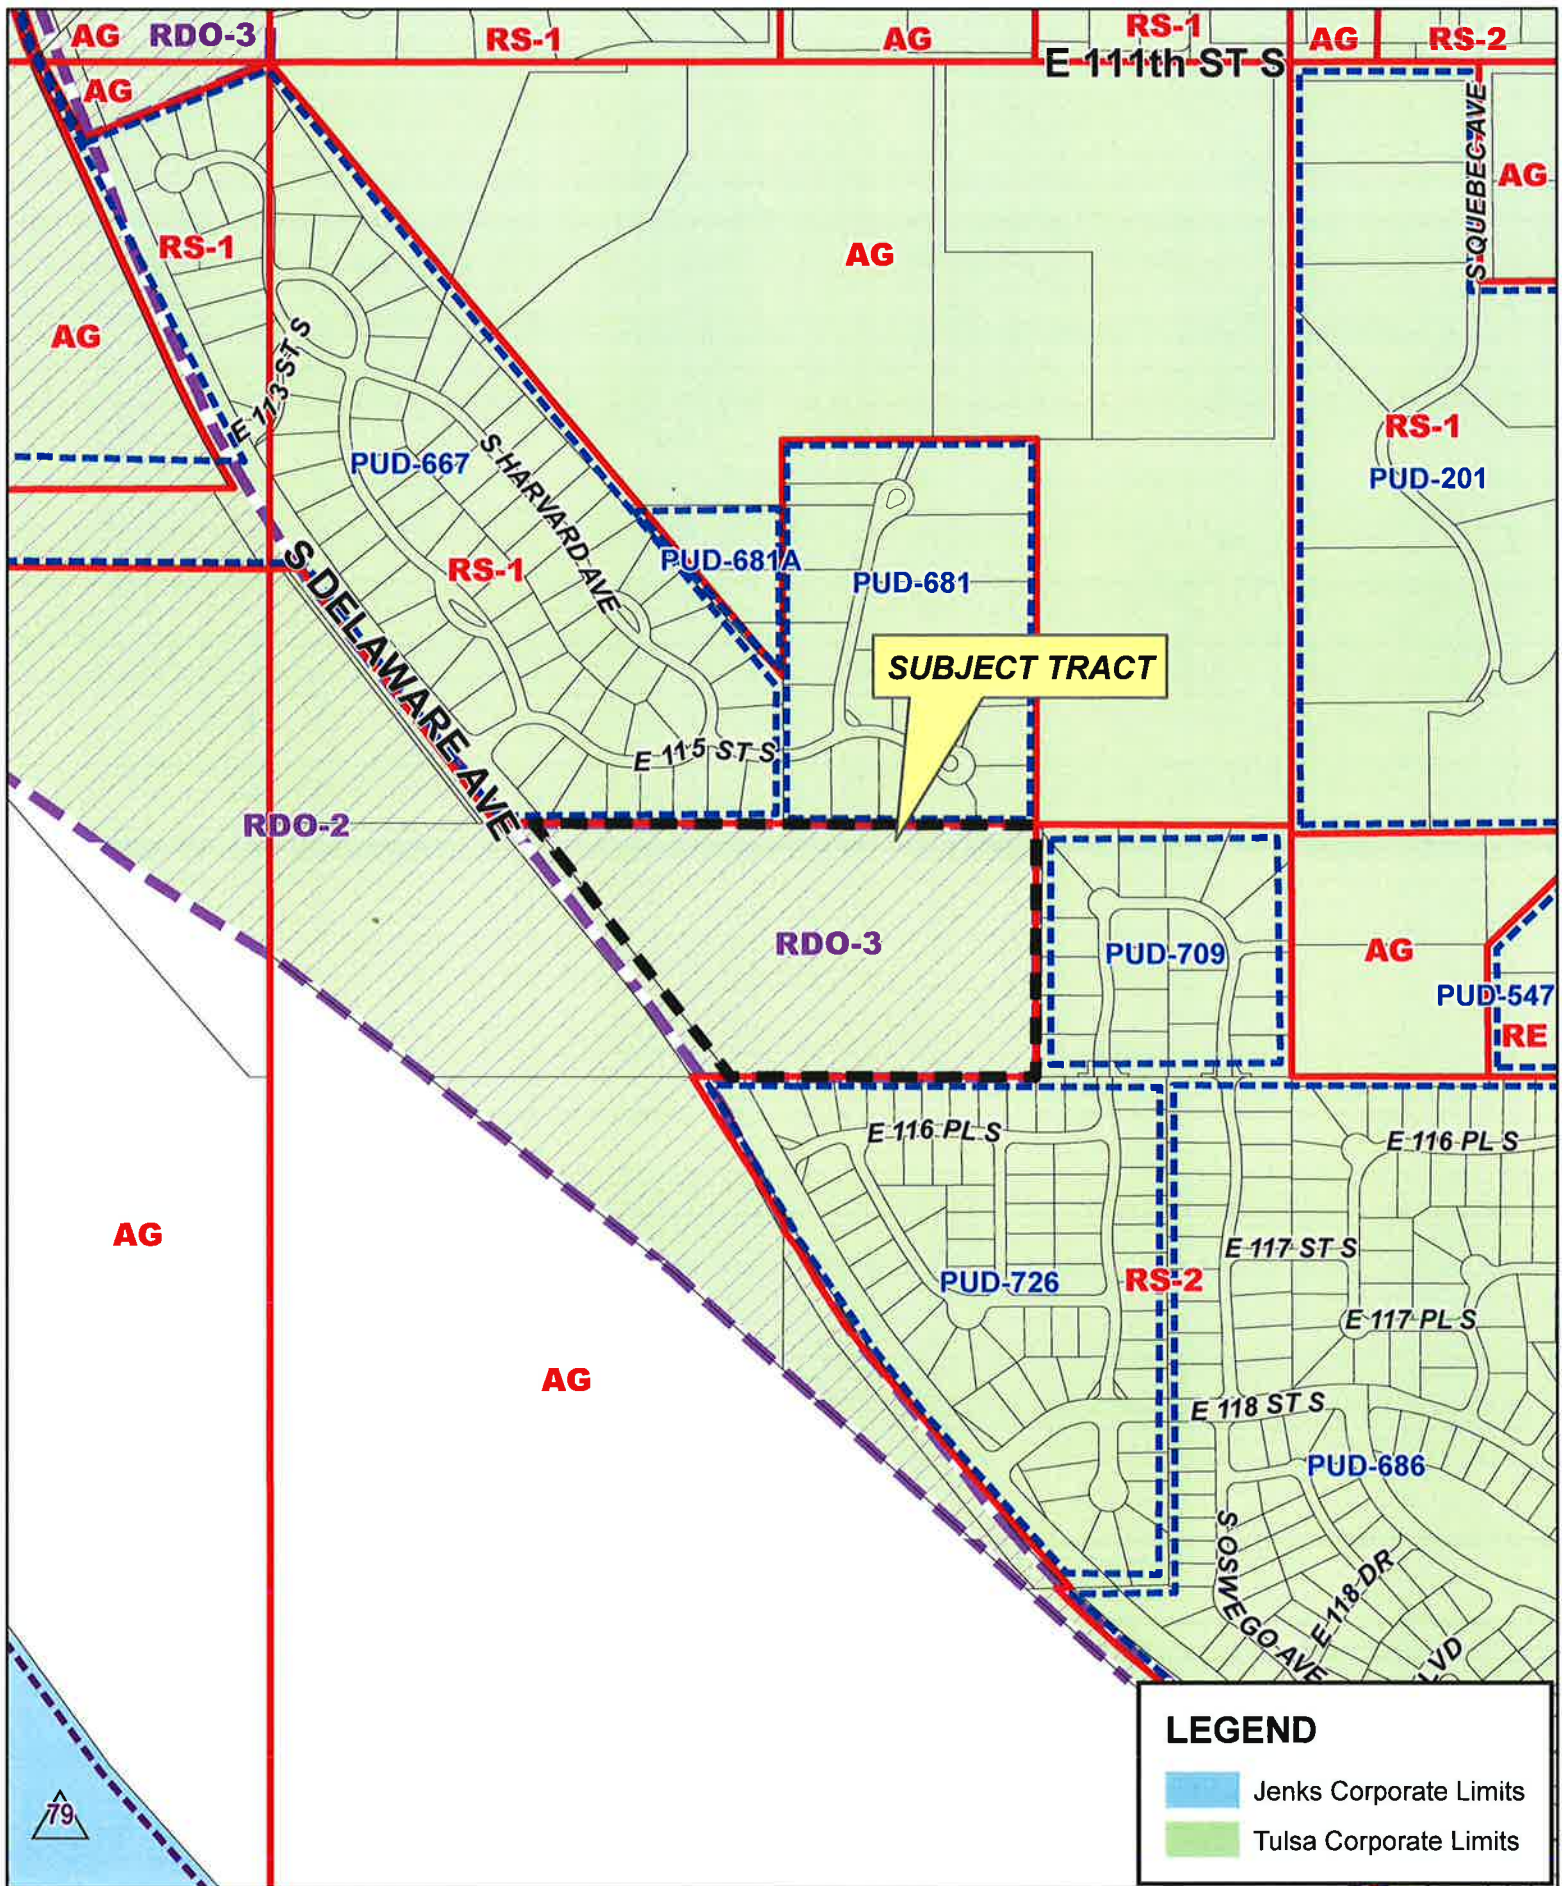 AG
RDO-3
RS-1
AG
RS-1
AG
RS-2
E 111th ST S
AG
S QUEBEC AVE
AG
RS-1
AG
AG
E 113 ST S
PUD-667
S HARVARD AVE
RS-1
PUD-201
S DELAWARE AVE
RS-1
PUD-681A
PUD-681
SUBJECT TRACT
E 115 ST S
RDO-2
RDO-3
PUD-709
AG
PUD-547
RE
E 116 PL S
E 116 PL S
AG
E 117 ST S
PUD-726
RS-2
E 117 PL S
AG
E 118 ST S
PUD-686
S OSWEGO AVE
E 118 DR
LVD
LEGEND
Jenks Corporate Limits
Tulsa Corporate Limits
79